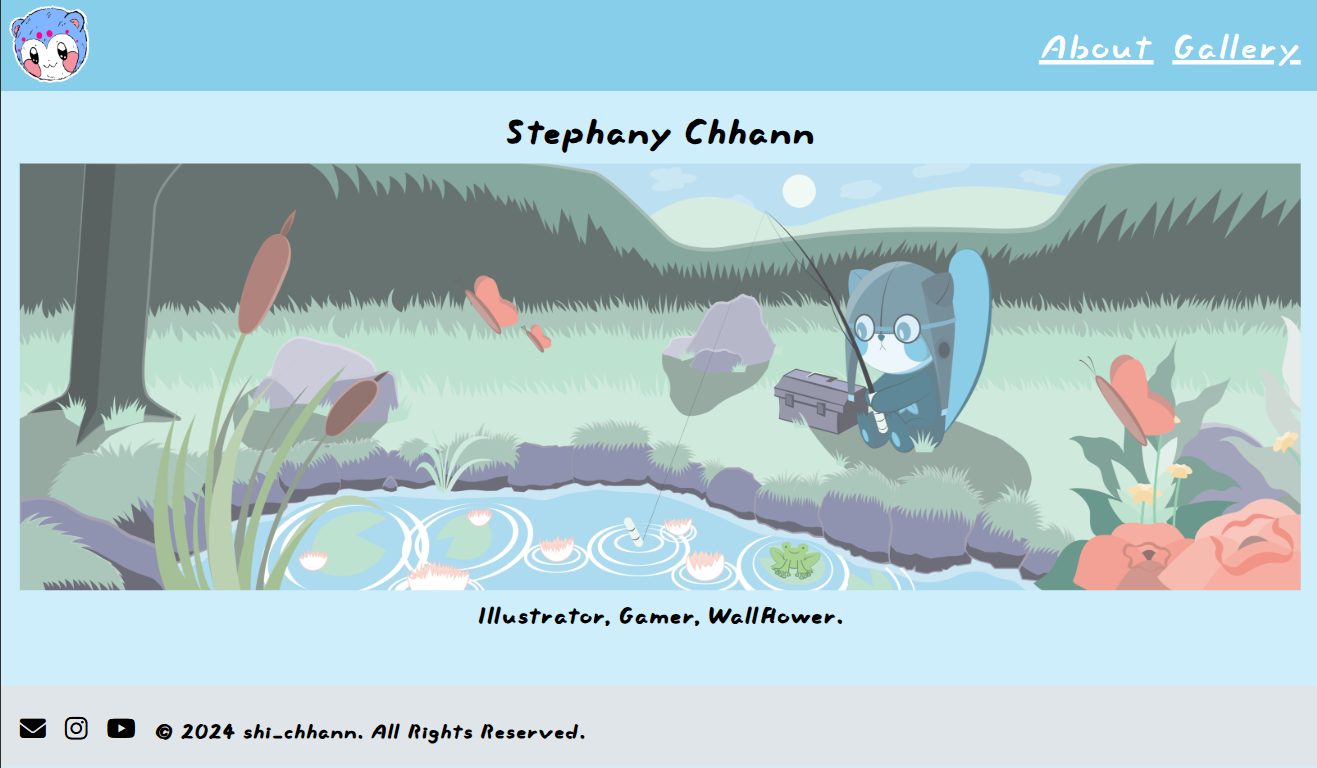 About Gallery
Stephany Chhann
Illustrator, Gamer, Wallflower.
© 2024 shi_chhann. All Rights Reserved.